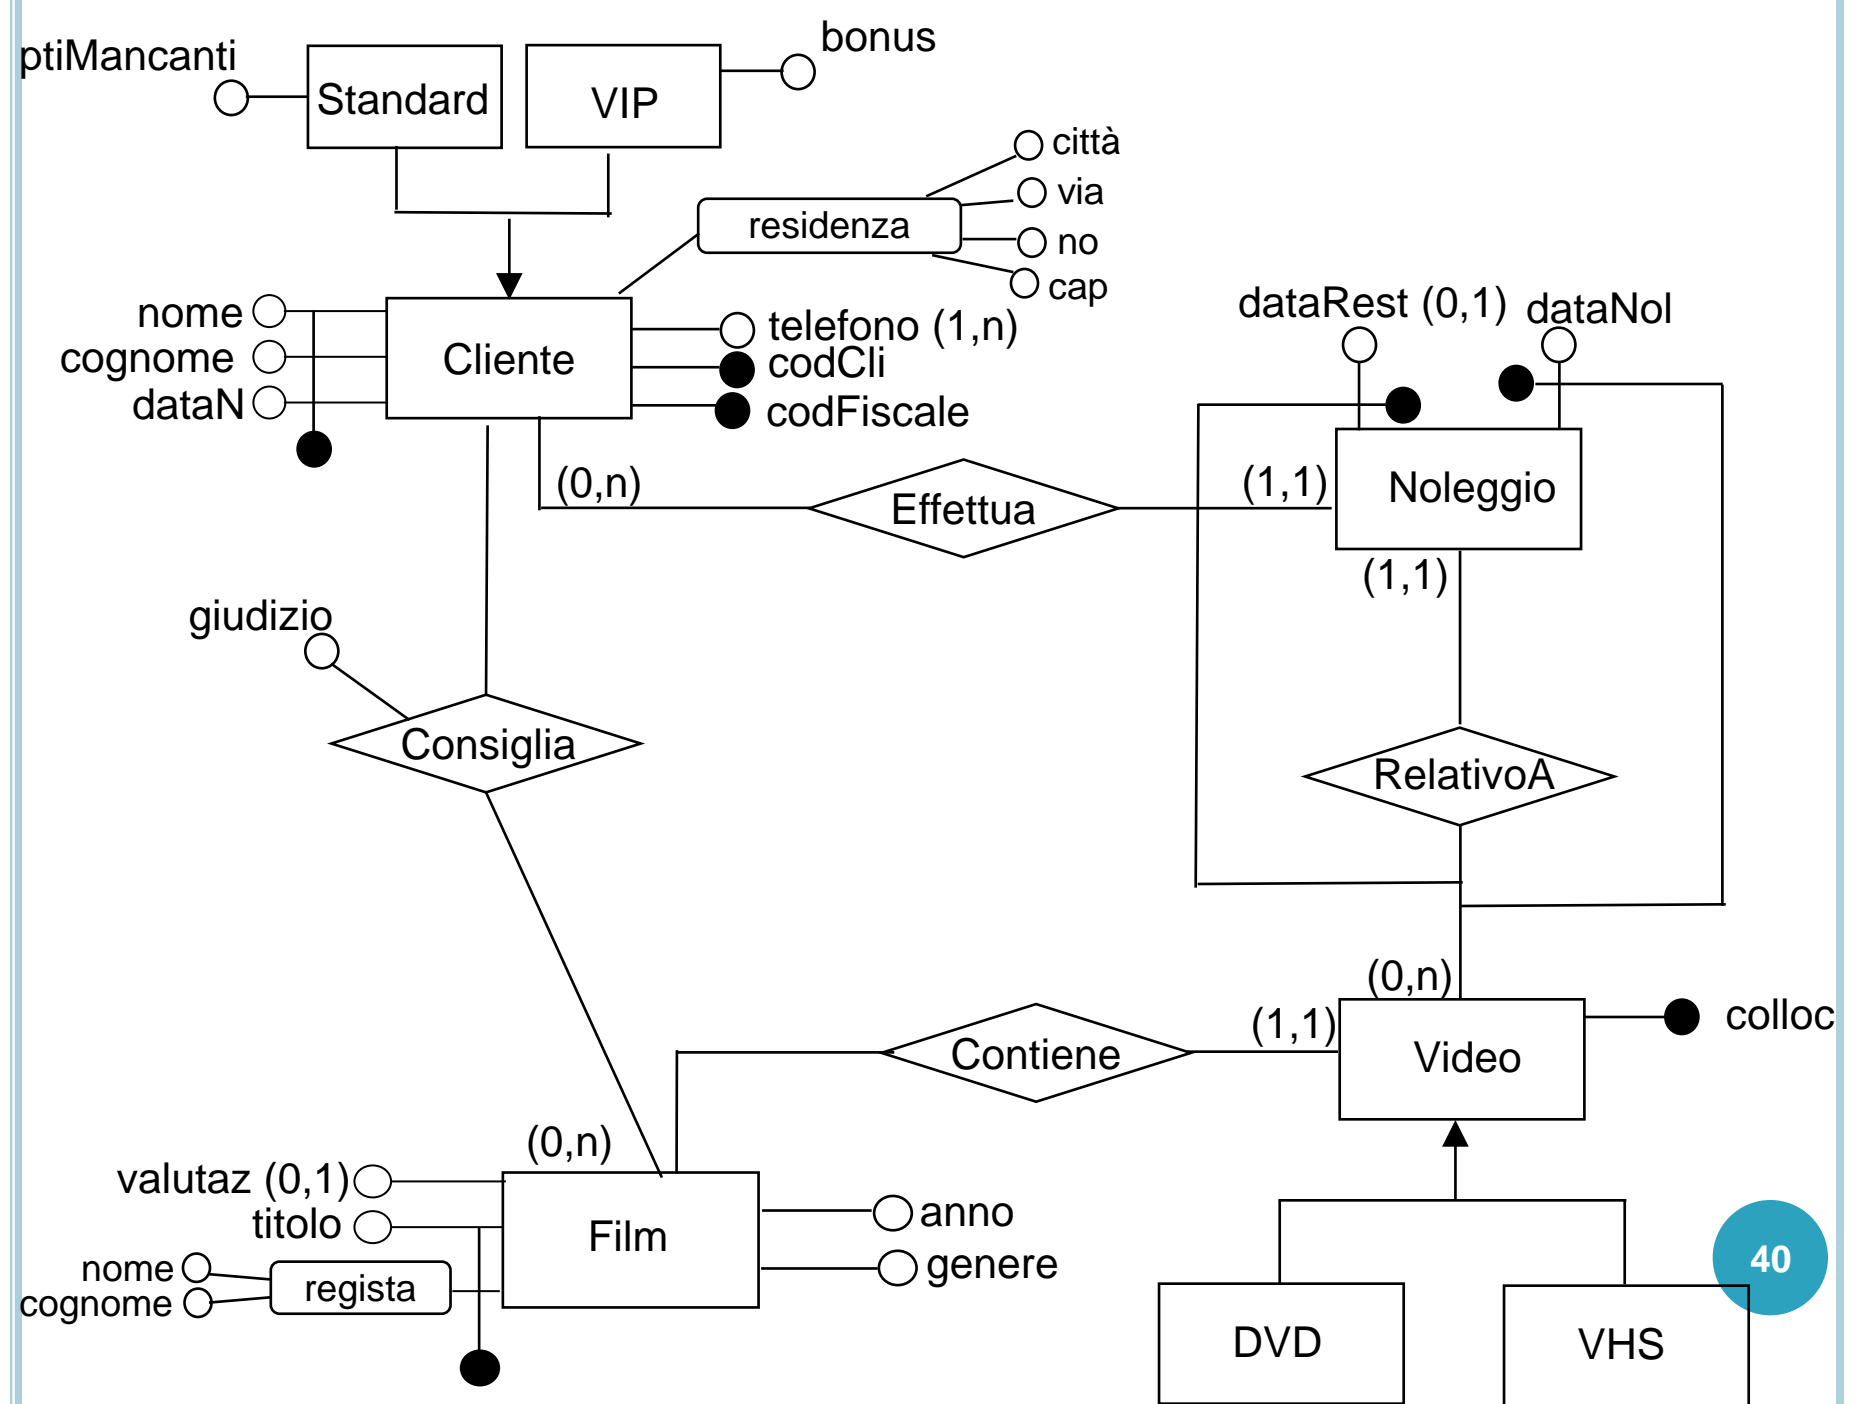 ptiMancanti
Standard
VIP
bonus
città
via
no
cap
residenza
nome
cognome
dataN
Cliente
telefono (1,n)
codCli
codFiscale
dataRest (0,1)
dataNol
(0,n)
Effettua
(1,1)
Noleggio
(1,1)
giudizio
Consiglia
RelativoA
(0,n)
Contiene
(1,1)
Video
colloc
(0,n)
valutaz (0,1)
titolo
nome
cognome
regista
Film
anno
genere
DVD
VHS
40